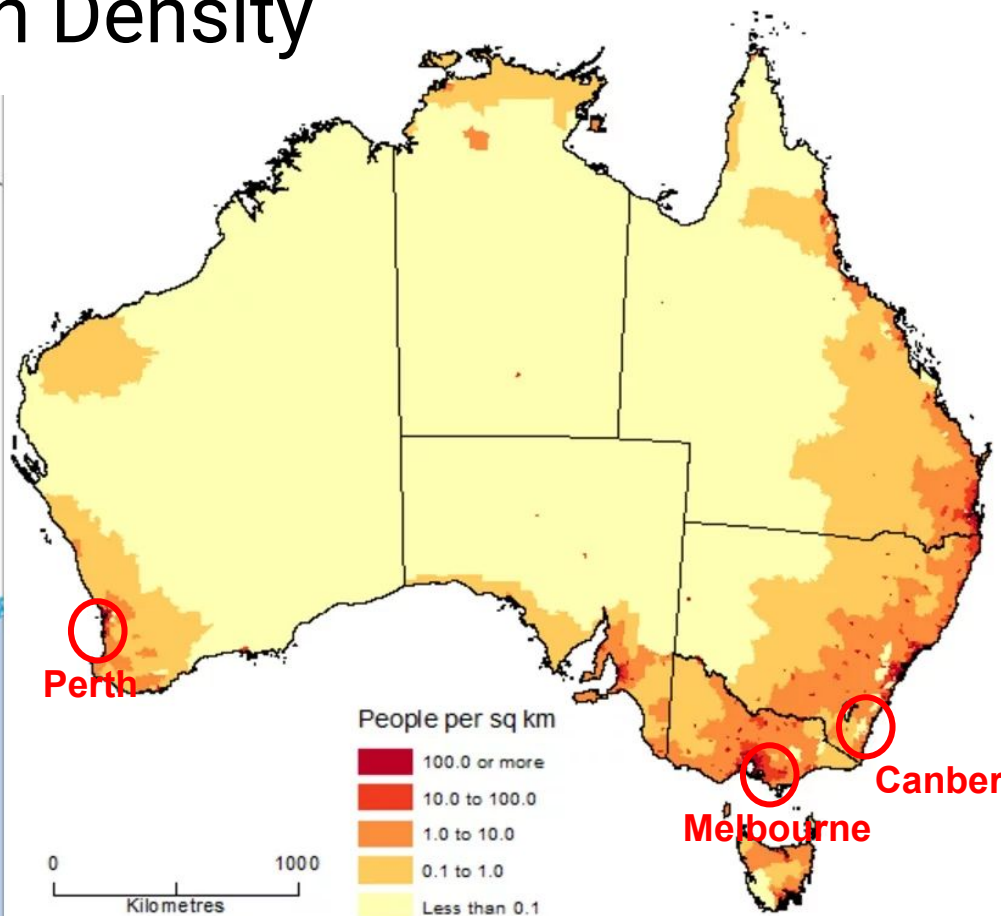 n Density
Perth
People per sq km
100.0 or more
10.0 to 100.0
1.0 to 10.0
0.1 to 1.0
Less than 0.1
Canber
Melbourne
0 1000
Kilometres